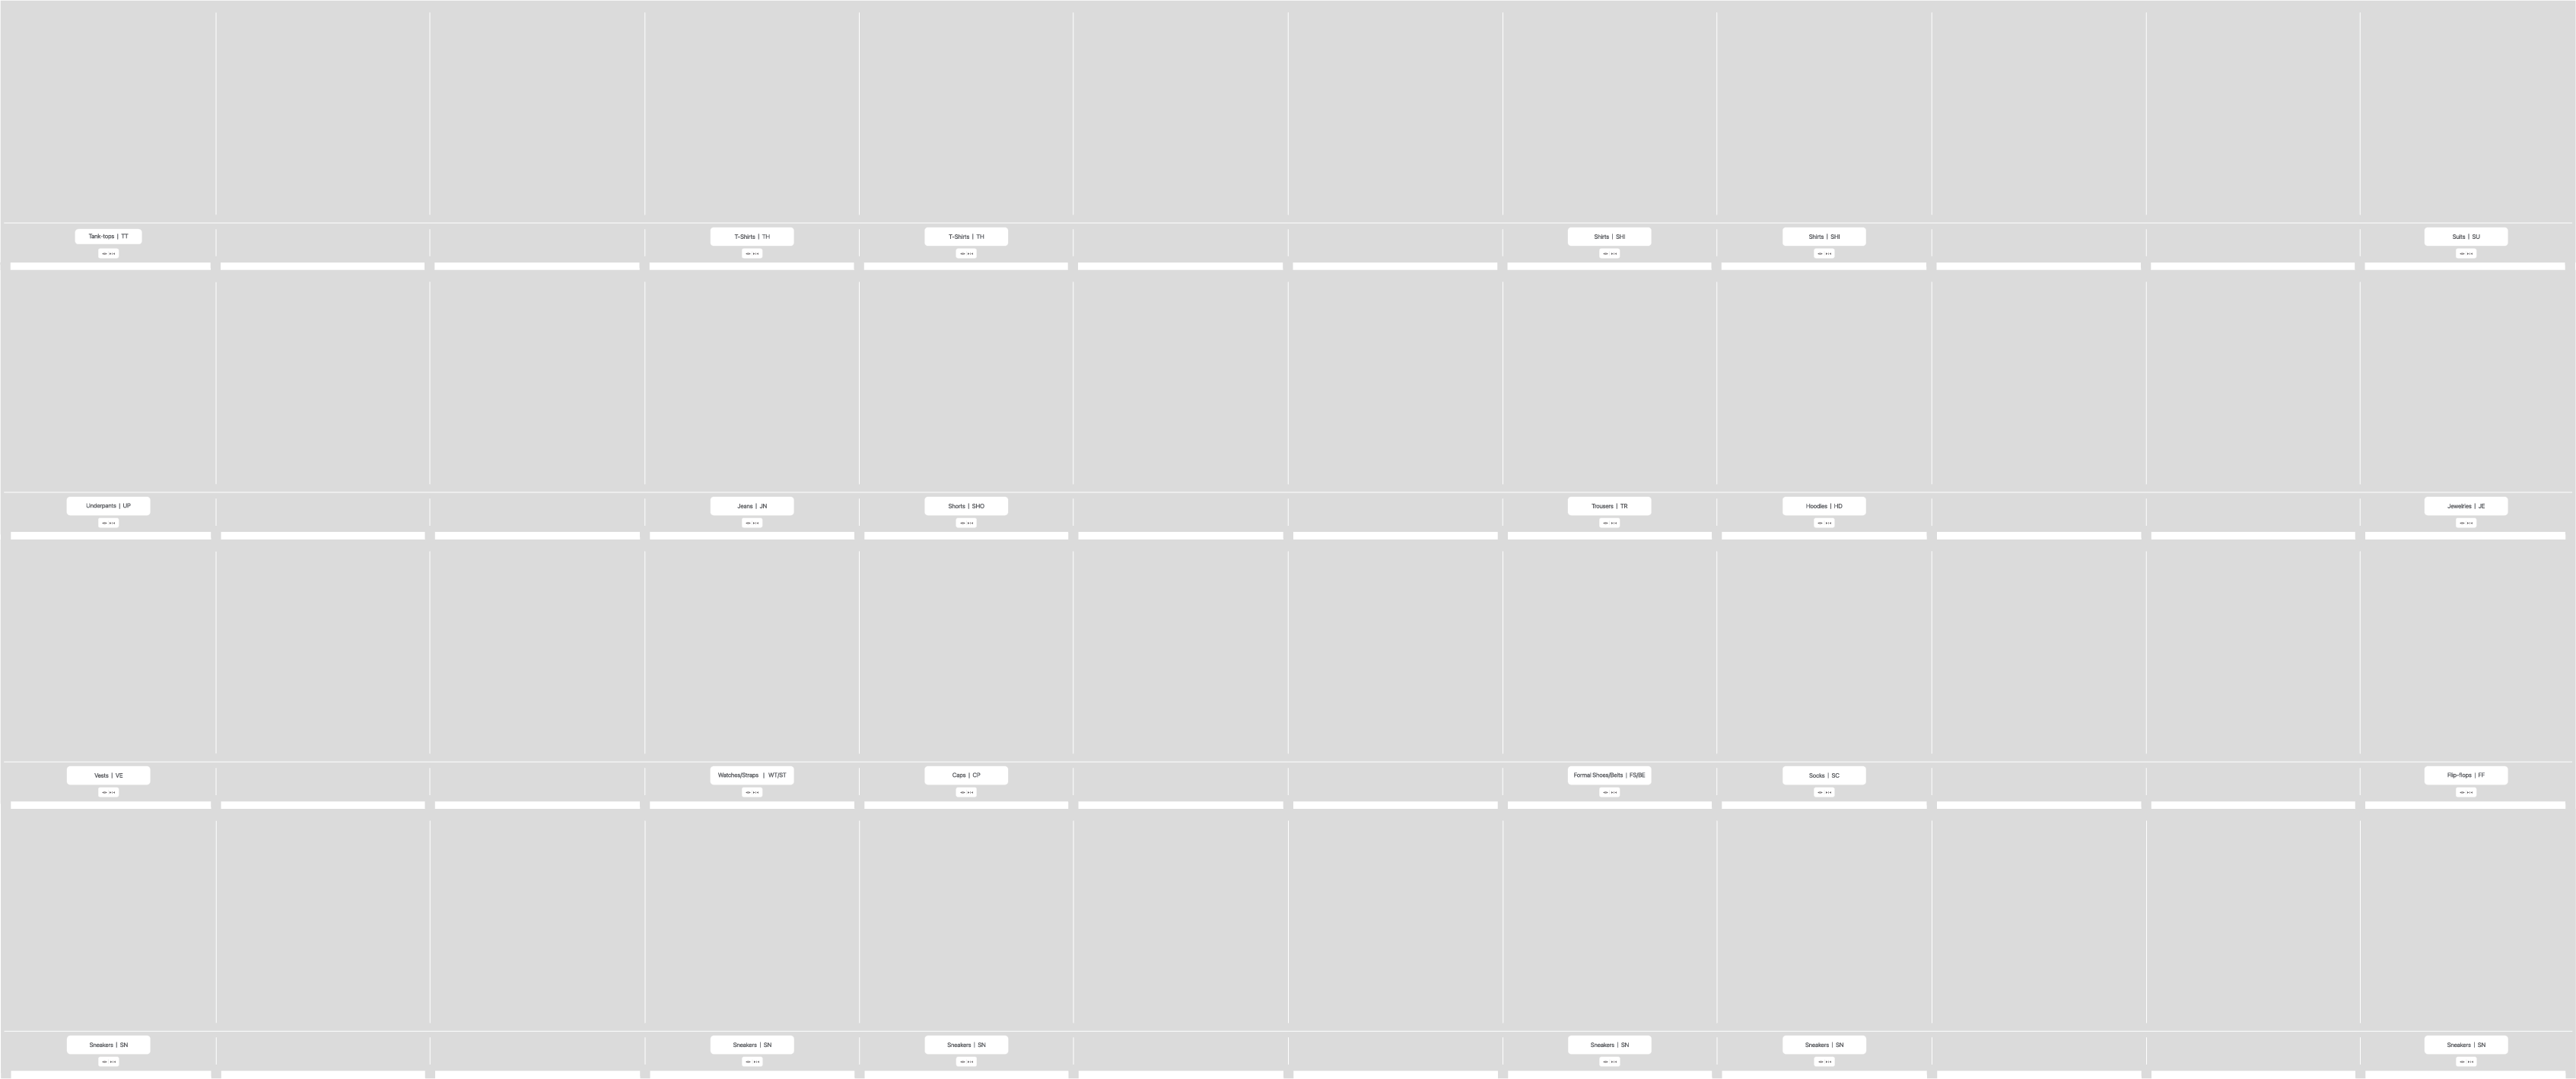 Tank-tops | TT
T-Shirts | TH
T-Shirts | TH
Shirts | SHI
Shirts | SHI
Suits | SU
Underpants | UP
Jeans | JN
Shorts | SHO
Trousers | TR
Hoodies | HD
Jewelries | JE
Vests | VE
Watches/Straps | WT/ST
Caps | CP
Formal Shoes/Belts | FS/BE
Socks | SC
Flip-flops | FF
Sneakers | SN
Sneakers | SN
Sneakers | SN
Sneakers | SN
Sneakers | SN
Sneakers | SN